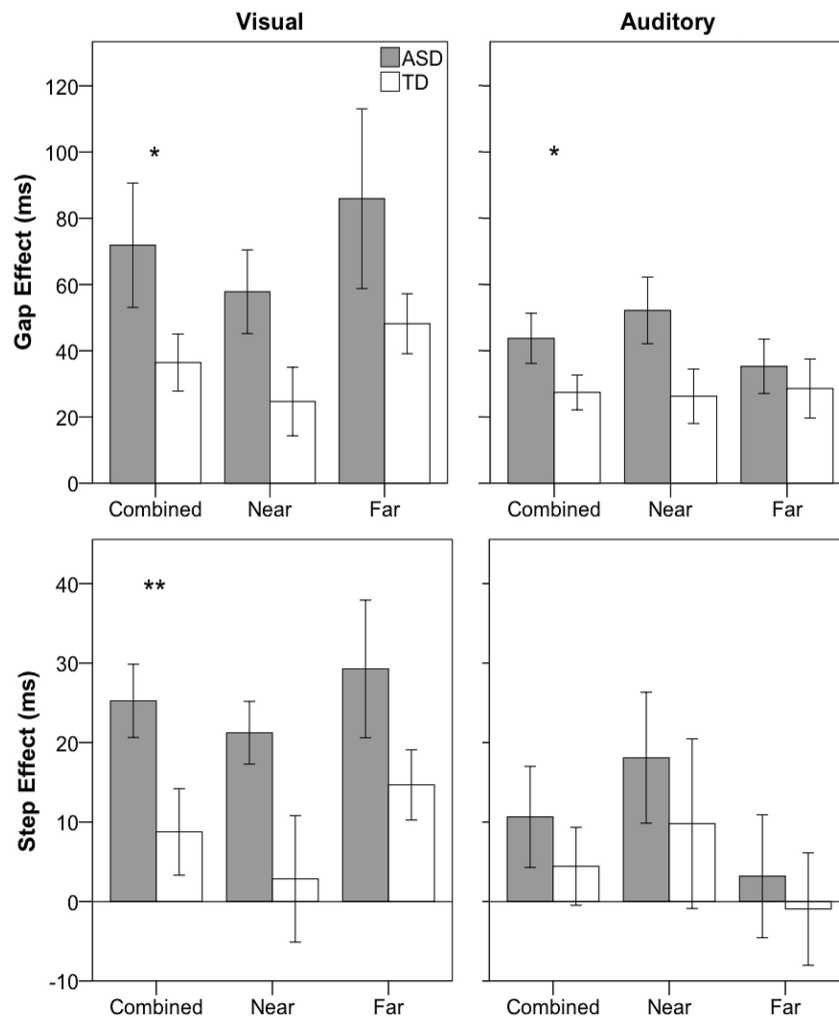 Visual
Auditory
ASD
TD
Gap Effect (ms)
120
100
80
60
40
20
0
*
*
Combined Near Far
Combined Near Far
Step Effect (ms)
40
30
20
10
0
-10
**
Combined Near Far
Combined Near Far